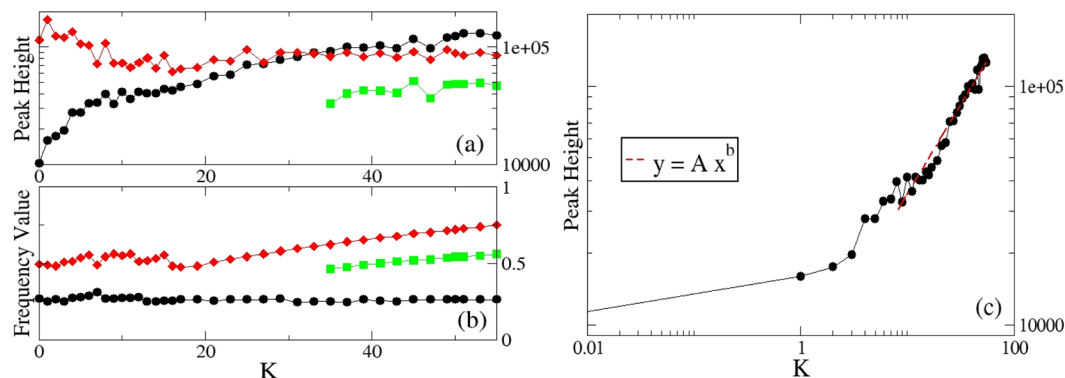 Peak Height
1e+05
10000
(a)
Frequency Value
1
0.5
0
(b)
0
20
40
K
Peak Height
1e+05
10000
y = A x^b
(c)
0.01
1
10
100
K